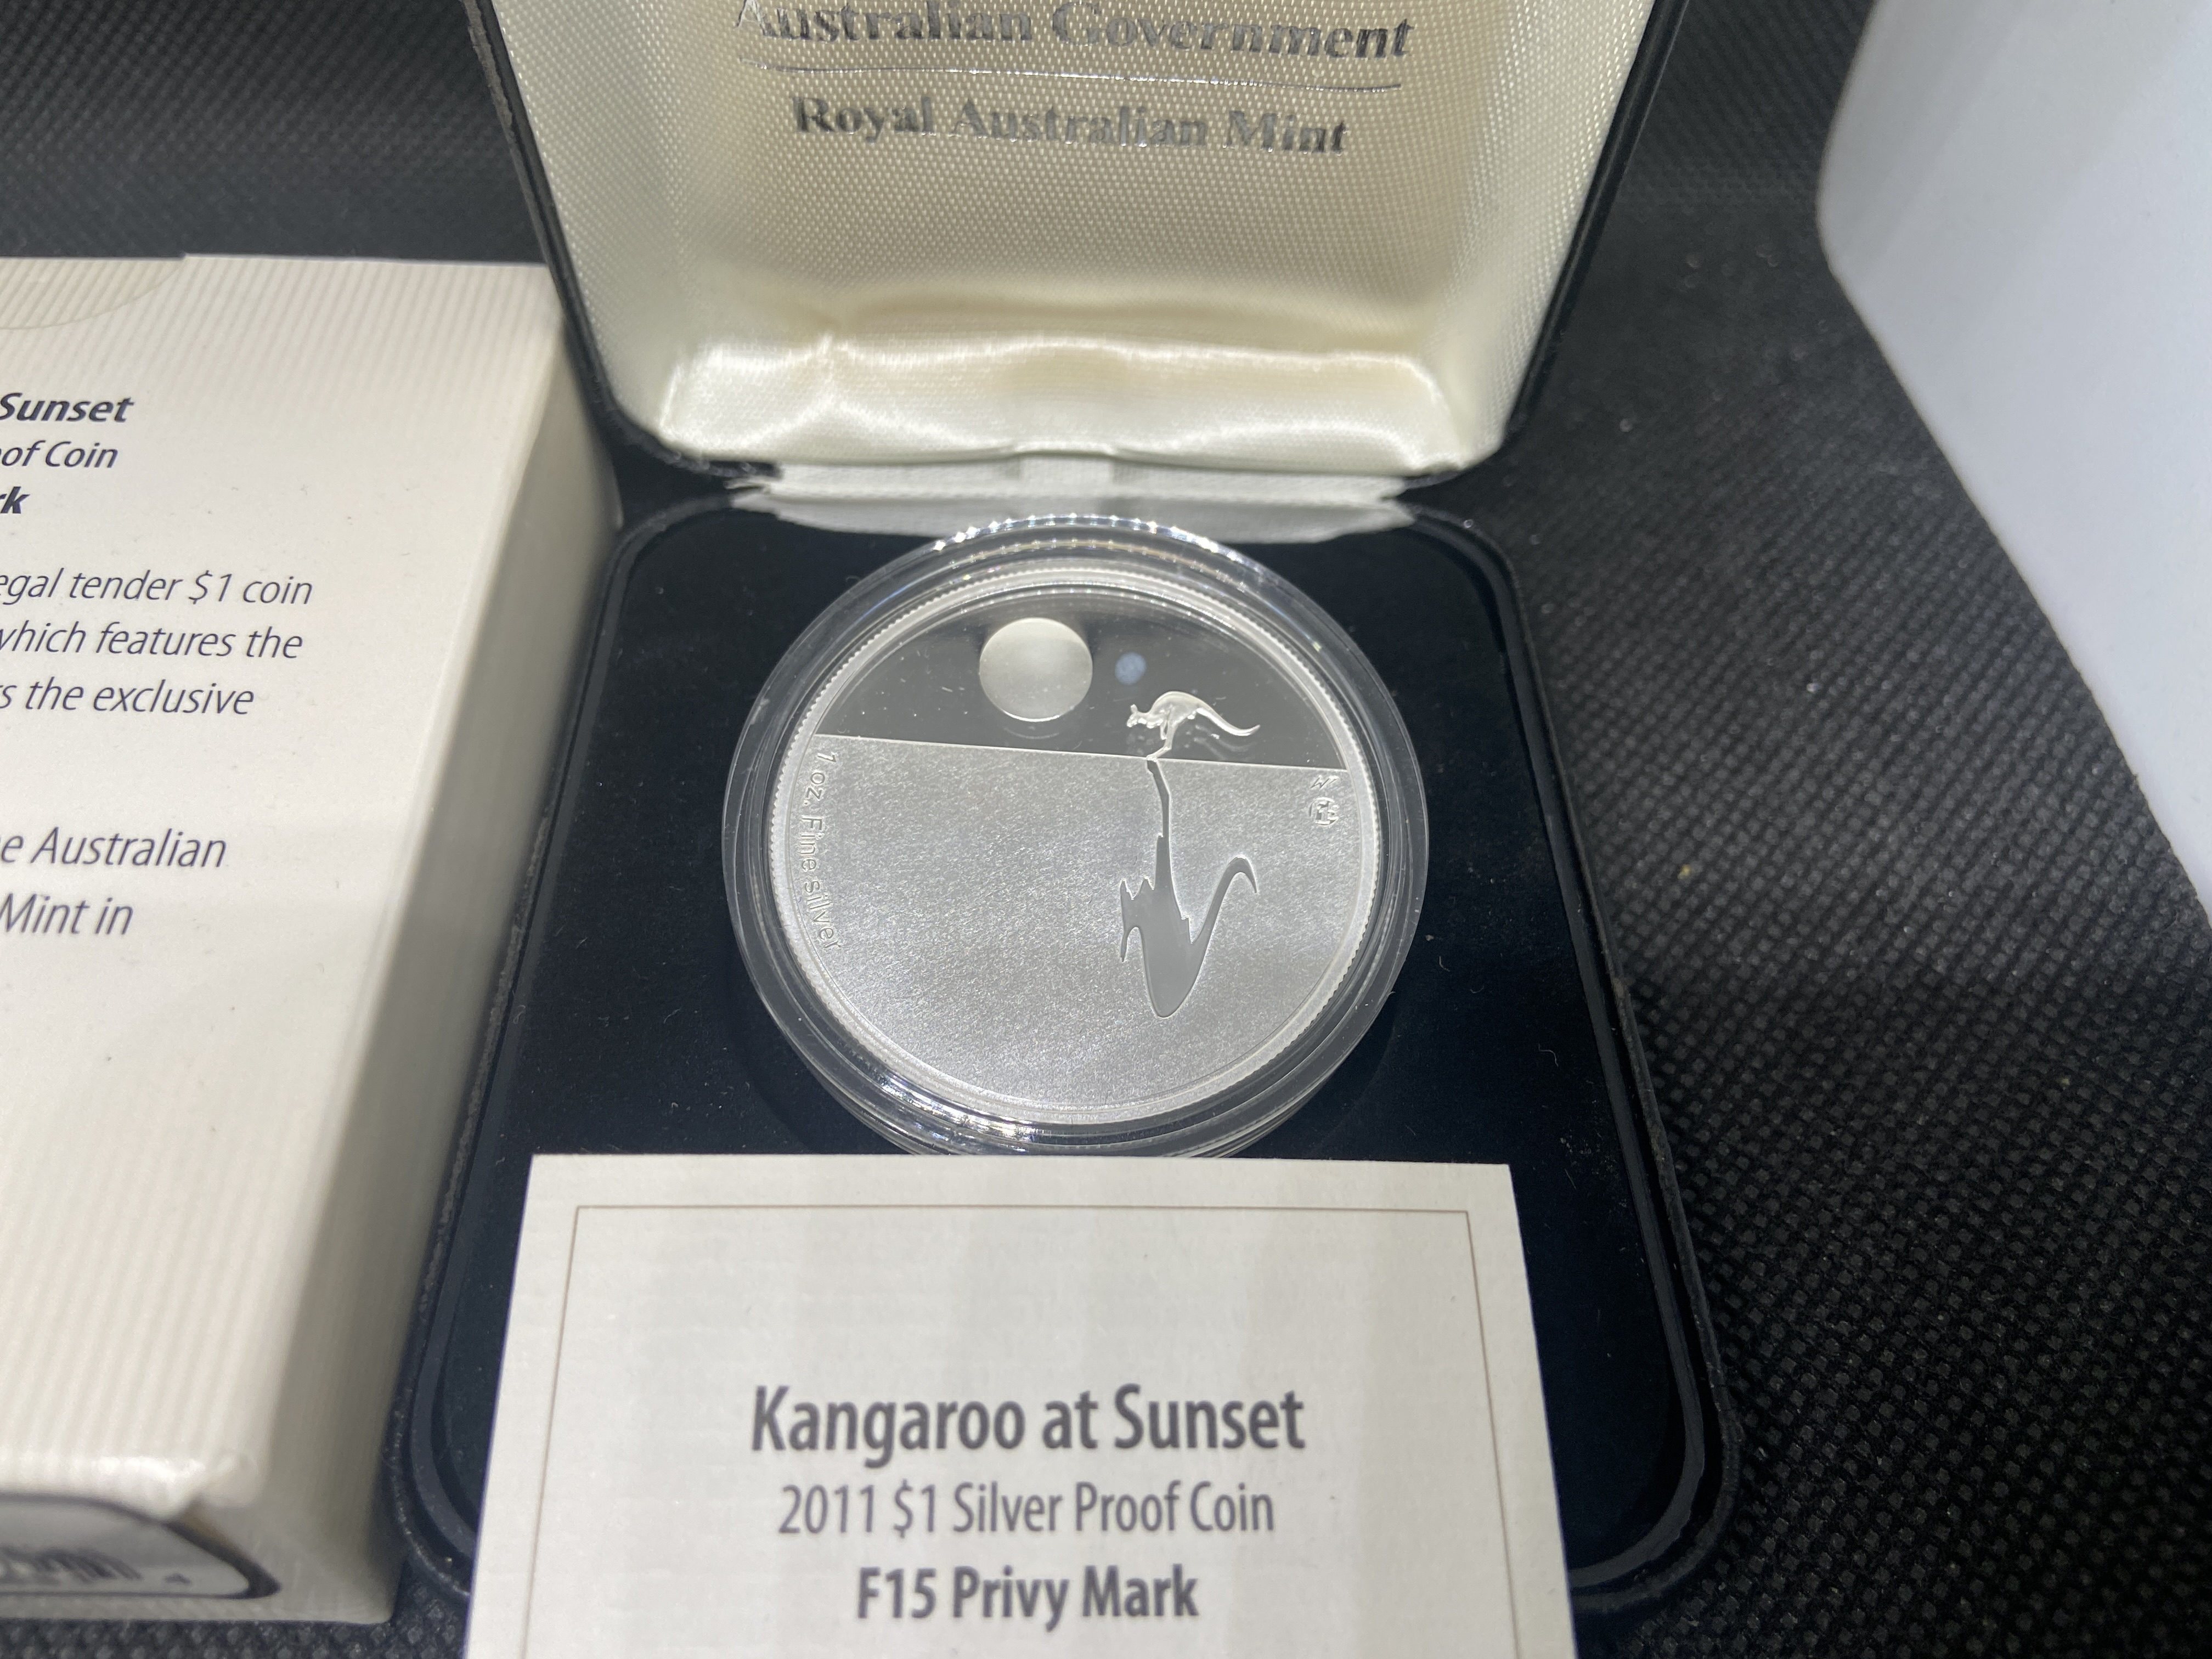 Australian Government
Royal Australian Mint
Sunset
of Coin
rk
egal tender $1 coin
which features the
s the exclusive
e Australian
Mint in
1 oz. Fine silver
Kangaroo at Sunset
2011 $1 Silver Proof Coin
F15 Privy Mark